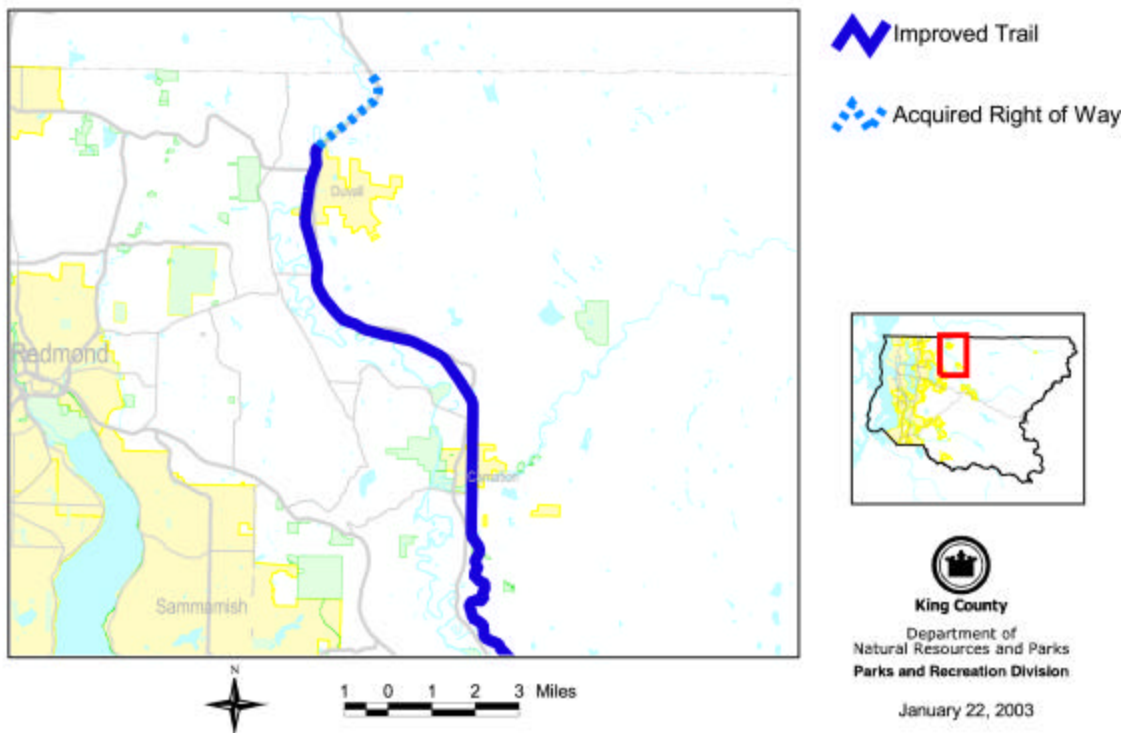 Improved Trail
Acquired Right of Way
Duvall
Redmond
Carnation
Sammamish
N
1 0 1 2 3 Miles
King County
Department of
Natural Resources and Parks
Parks and Recreation Division
January 22, 2003